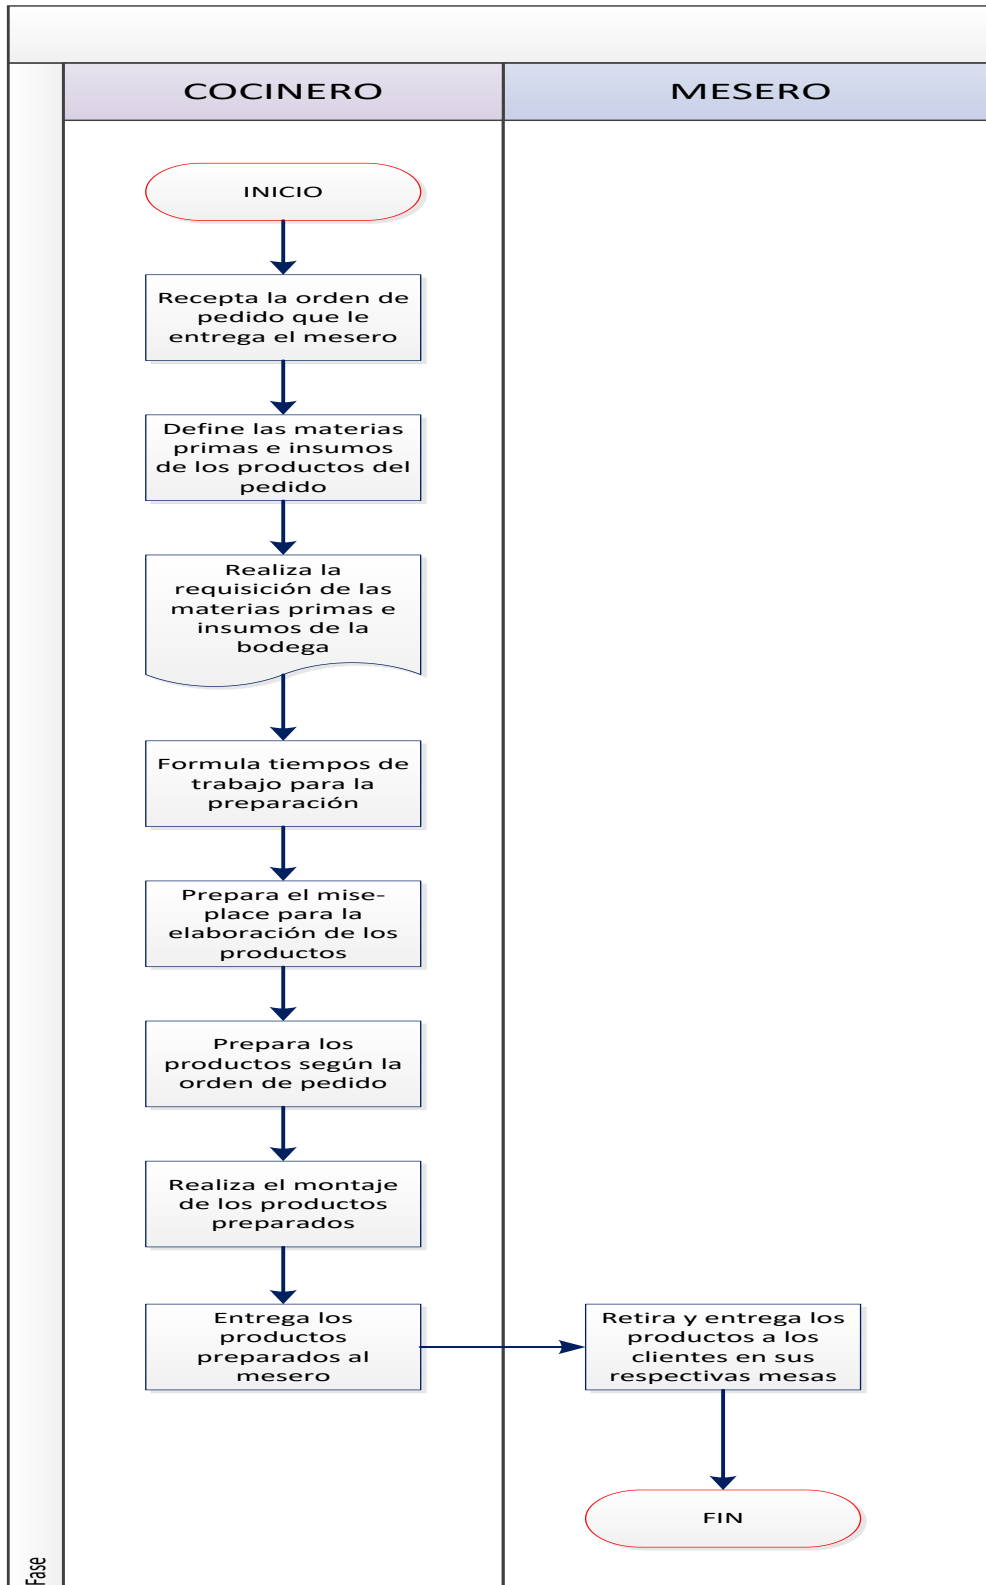 COCINERO
MESERO
INICIO
Recepta la orden de
pedido que le
entrega el mesero
Define las materias
primas e insumos
de los productos del
pedido
Realiza la
requisición de las
materias primas e
insumos de la
bodega
Formula tiempos de
trabajo para la
preparación
Prepara el mise-
place para la
elaboración de los
productos
Prepara los
productos según la
orden de pedido
Realiza el montaje
de los productos
preparados
Entrega los
productos
preparados al
mesero
Retira y entrega los
productos a los
clientes en sus
respectivas mesas
FIN
Fase